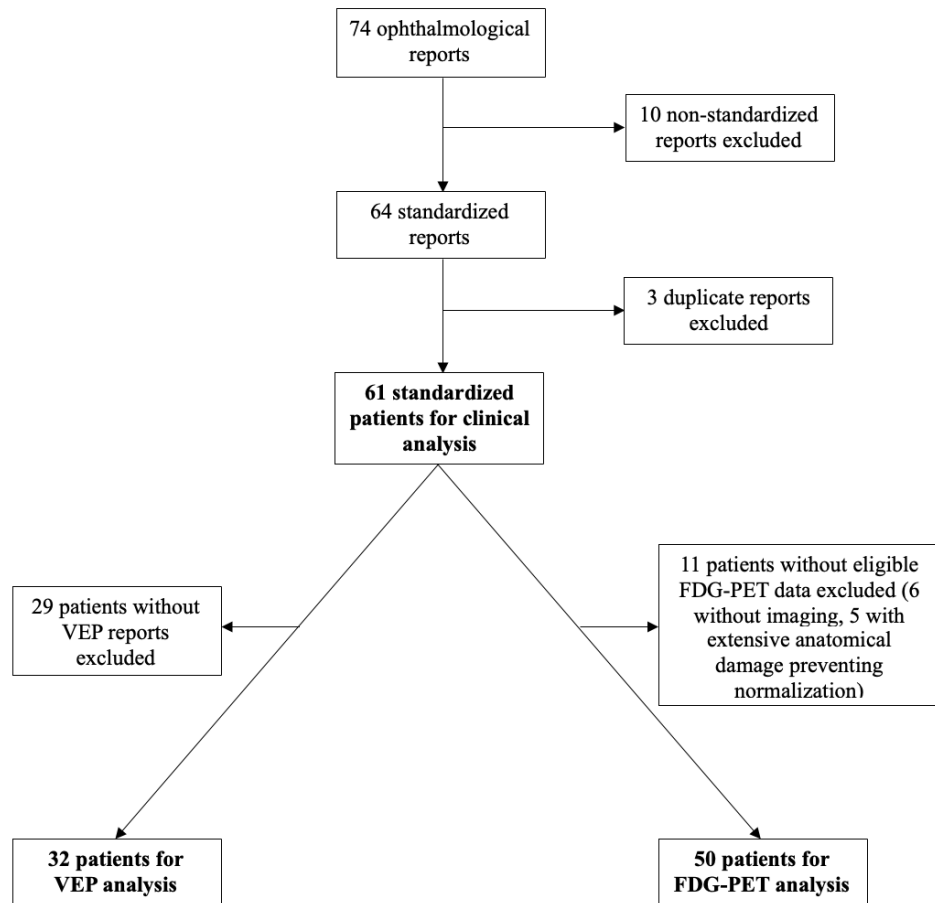 74 ophthalmological
reports
10 non-standardized
reports excluded
64 standardized
reports
3 duplicate reports
excluded
61 standardized
patients for clinical
analysis
29 patients without
VEP reports
excluded
11 patients without eligible
FDG-PET data excluded (6
without imaging, 5 with
extensive anatomical
damage preventing
normalization)
32 patients for
VEP analysis
50 patients for
FDG-PET analysis